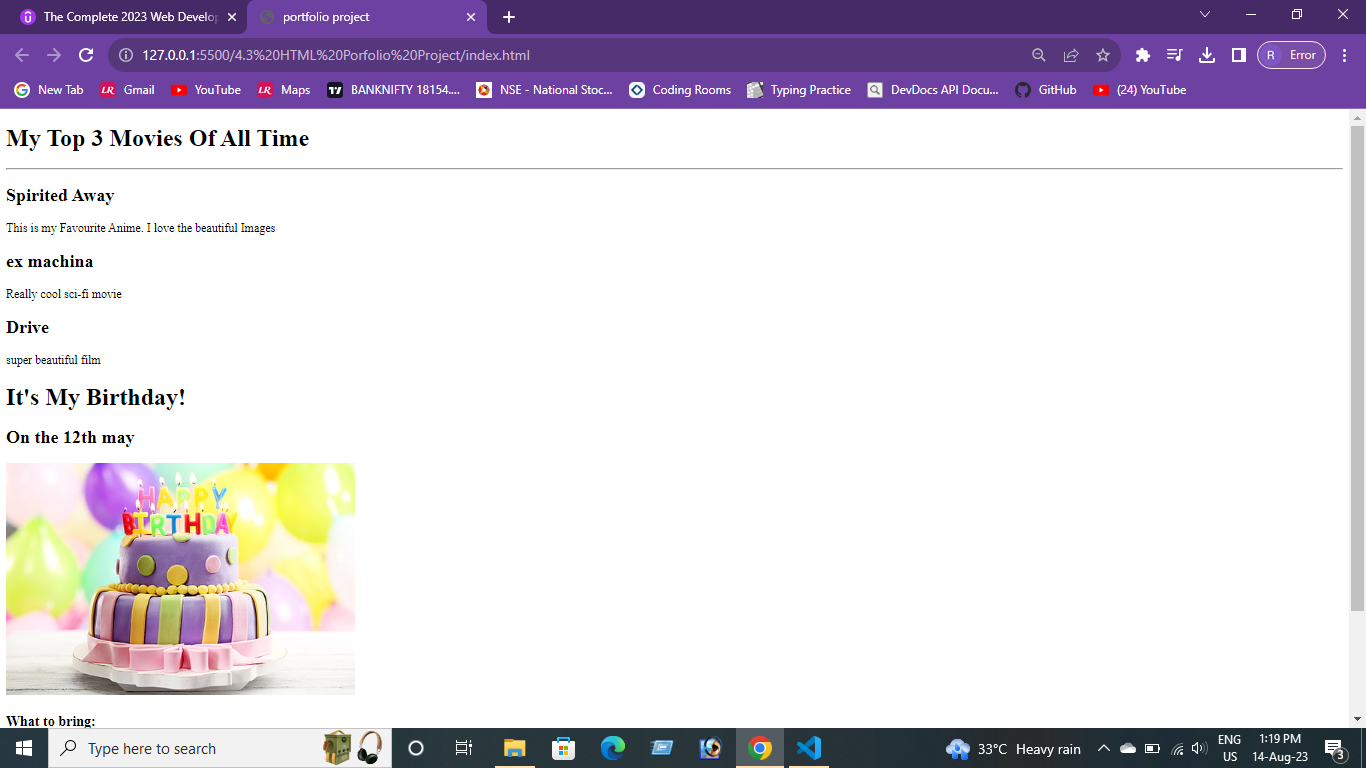 The Complete 2023 Web Develop
portfolio project
127.0.0.1:5500/4.3%20HTML%20Porfolio%20Project/index.html
R Error
New Tab
LR Gmail
YouTube
LR Maps
BANKNIFTY 18154....
NSE - National Stoc...
Coding Rooms
Typing Practice
DevDocs API Docu...
GitHub
(24) YouTube
My Top 3 Movies Of All Time
Spirited Away
This is my Favourite Anime. I love the beautiful Images
ex machina
Really cool sci-fi movie
Drive
super beautiful film
It's My Birthday!
On the 12th may
HAPPY
BIRTHDAY
What to bring:
Type here to search
33°C Heavy rain
ENG
US
1:19 PM
14-Aug-23
3